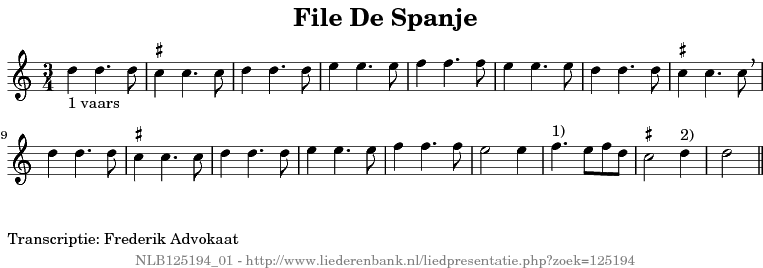 File De Spanje
1 vaars
9
1)
2)
Transcriptie: Frederik Advokaat
NLB125194_01 - http://www.liederenbank.nl/liedpresentatie.php?zoek=125194